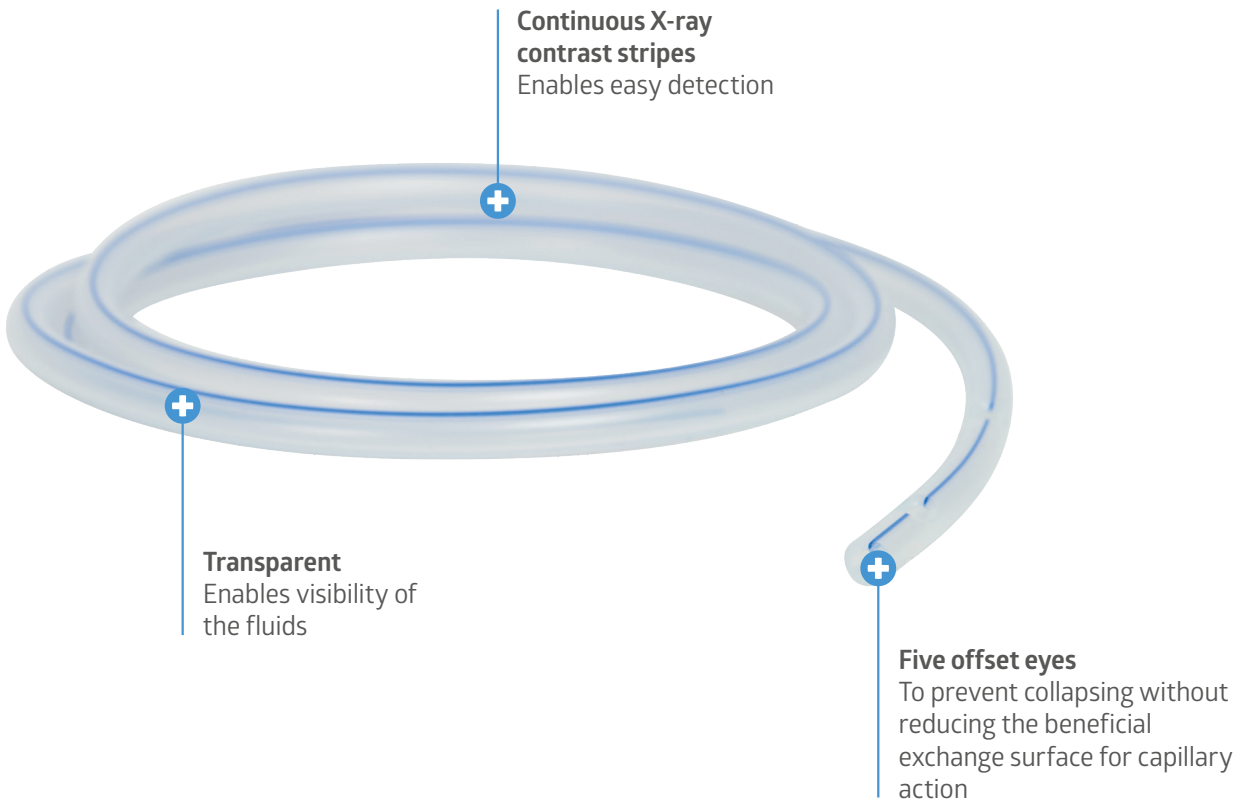 Continuous X-ray
contrast stripes
Enables easy detection
Transparent
Enables visibility of
the fluids
Five offset eyes
To prevent collapsing without
reducing the beneficial
exchange surface for capillary
action